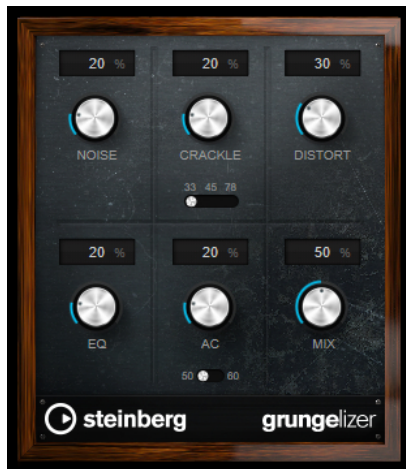 20 % 20 % 30 %
NOISE CRACKLE DISTORT
33 45 78
20 % 20 % 50 %
EQ AC MIX
50 60
steinberg grungelizer